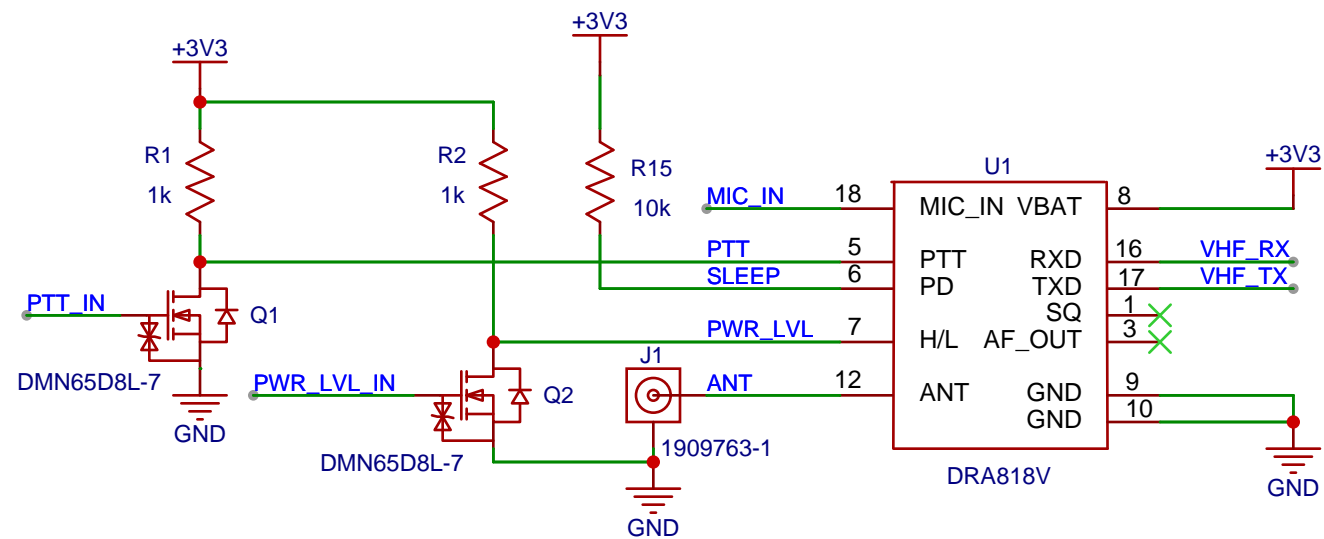 +3V3
R1
1k
PTT_IN
Q1
DMN65D8L-7
GND
R2
1k
PWR_LVL_IN
Q2
DMN65D8L-7
+3V3
R15
10k
J1
1909763-1
GND
MIC_IN
PTT
SLEEP
PWR_LVL
ANT
U1
18 MIC_IN VBAT 8
5 PTT RXD 16
6 PD TXD 17
SQ 1
7 H/L AF_OUT 3
12 ANT GND 9
GND 10
DRA818V
+3V3
VHF_RX
VHF_TX
GND